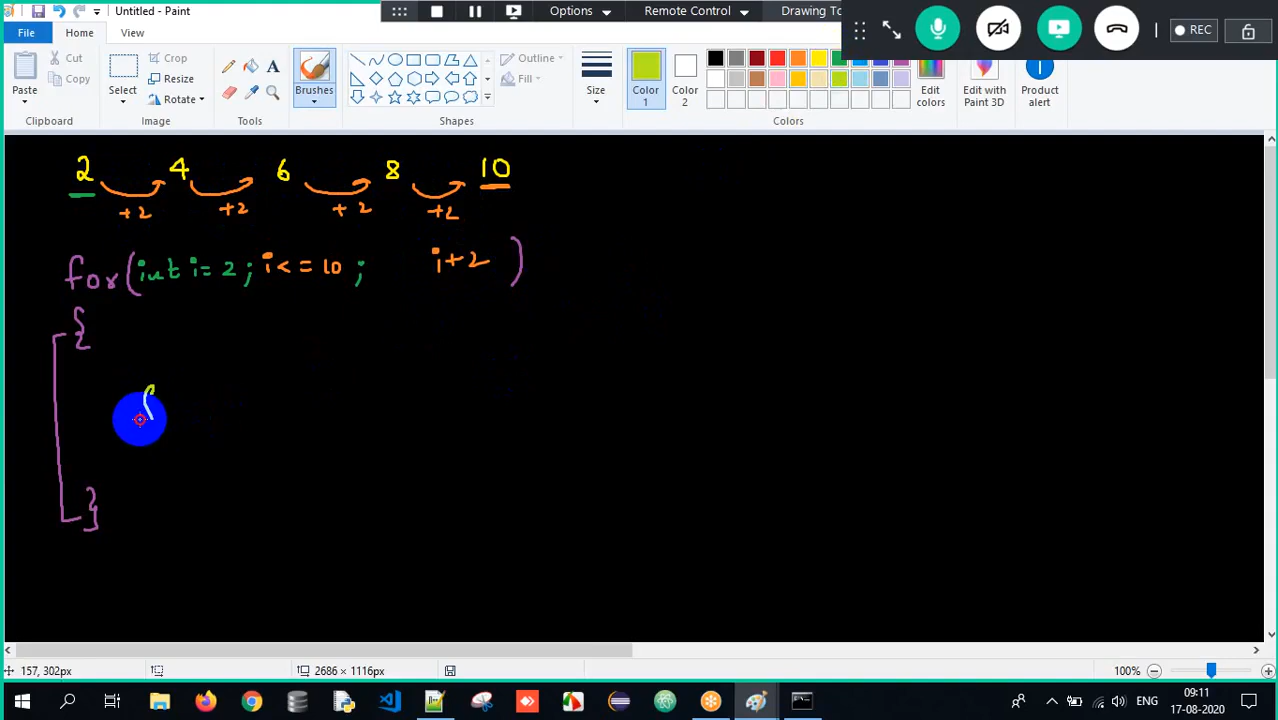 Untitled - Paint
Options
Remote Control
Drawing To
REC
File
Home
View
Paste
Cut
Copy
Clipboard
Select
Crop
Resize
Rotate
Image
A
Tools
Brushes
Outline
Fill
Shapes
Size
Color 1
Color 2
Colors
Edit colors
Edit with Paint 3D
Product alert
2 4 6 8 10
+2 +2 +2 +2
for(int i=2; i<=10; i+2 )
{
}
157, 302px
2686 × 1116px
100%
ENG
09:11
17-08-2020